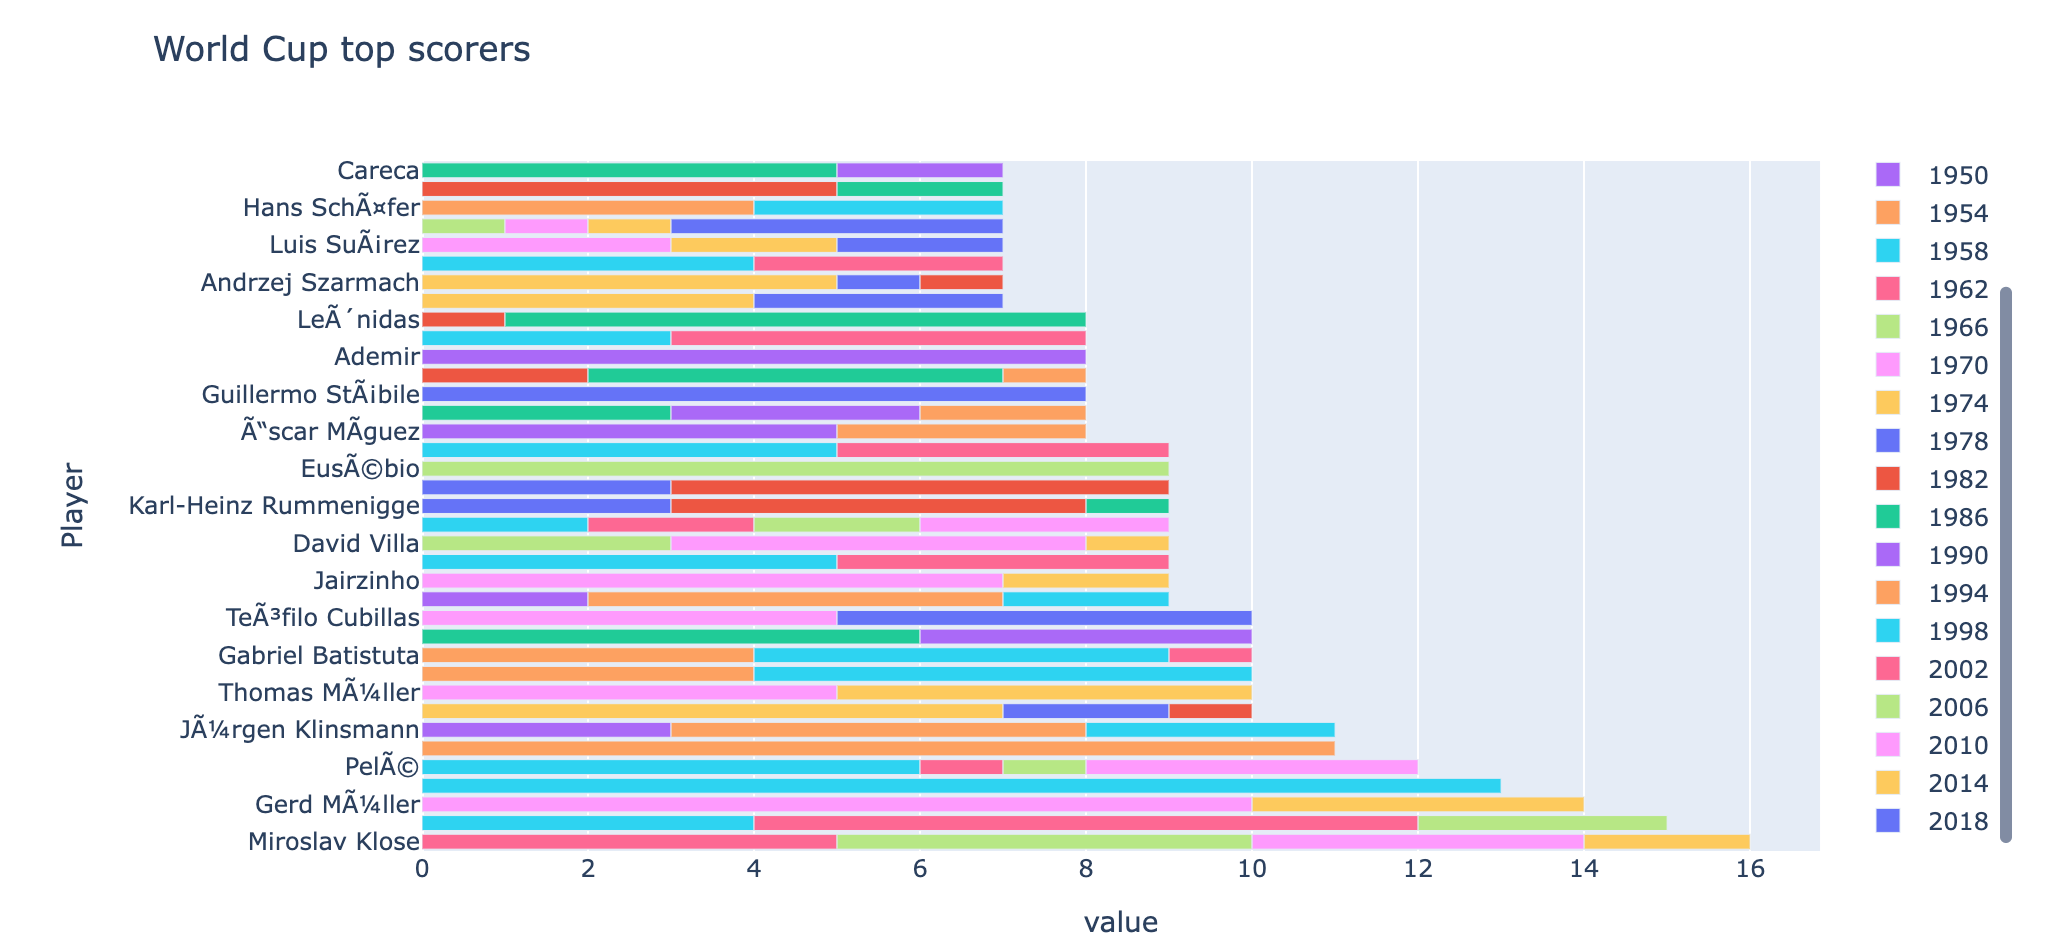 World Cup top scorers
Player
Careca
Hans SchÃ¤fer
Luis SuÃ¡rez
Andrzej Szarmach
LeÃ´nidas
Ademir
Guillermo StÃ¡bile
Ã“scar MÃ­guez
EusÃ©bio
Karl-Heinz Rummenigge
David Villa
Jairzinho
TeÃ³filo Cubillas
Gabriel Batistuta
Thomas MÃ¼ller
JÃ¼rgen Klinsmann
PelÃ©
Gerd MÃ¼ller
Miroslav Klose
0 2 4 6 8 10 12 14 16
value
1950
1954
1958
1962
1966
1970
1974
1978
1982
1986
1990
1994
1998
2002
2006
2010
2014
2018